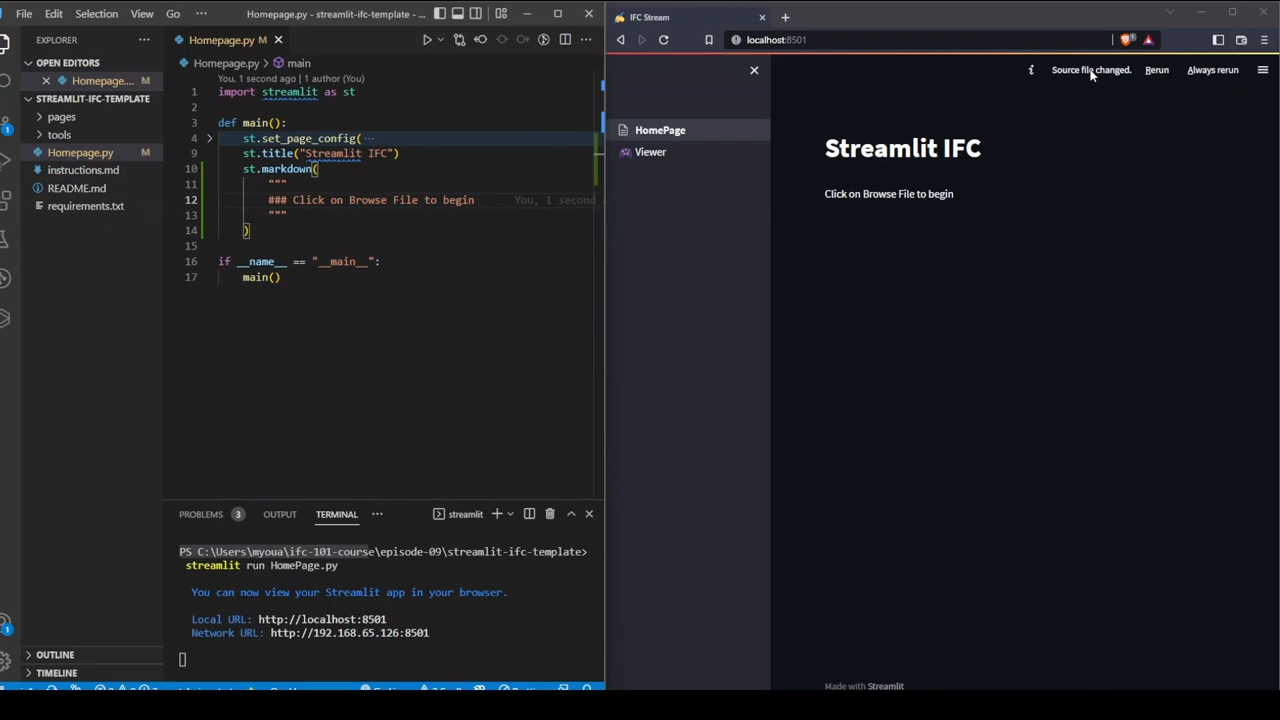 File Edit Selection View Go ··· Homepage.py - streamlit-ifc-template - ...
EXPLORER ···
OPEN EDITORS
Homepage.... M
STREAMLIT-IFC-TEMPLATE
pages
tools
Homepage.py M
instructions.md
README.md
requirements.txt
OUTLINE
TIMELINE
Homepage.py M
Homepage.py > main
You, 1 second ago | 1 author (You)
1 import streamlit as st
2
3 def main():
4 st.set_page_config(···
9 st.title("Streamlit IFC")
10 st.markdown(
11 """
12 ### Click on Browse File to begin You, 1 second a
13 """
14 )
15
16 if __name__ == "__main__":
17 main()
PROBLEMS 3 OUTPUT TERMINAL ··· streamlit
PS C:\Users\myoua\ifc-101-course\episode-09\streamlit-ifc-template>
streamlit run HomePage.py
You can now view your Streamlit app in your browser.
Local URL: http://localhost:8501
Network URL: http://192.168.65.126:8501
IFC Stream
localhost:8501
Source file changed. Rerun Always rerun
HomePage
Viewer
Streamlit IFC
Click on Browse File to begin
Made with Streamlit